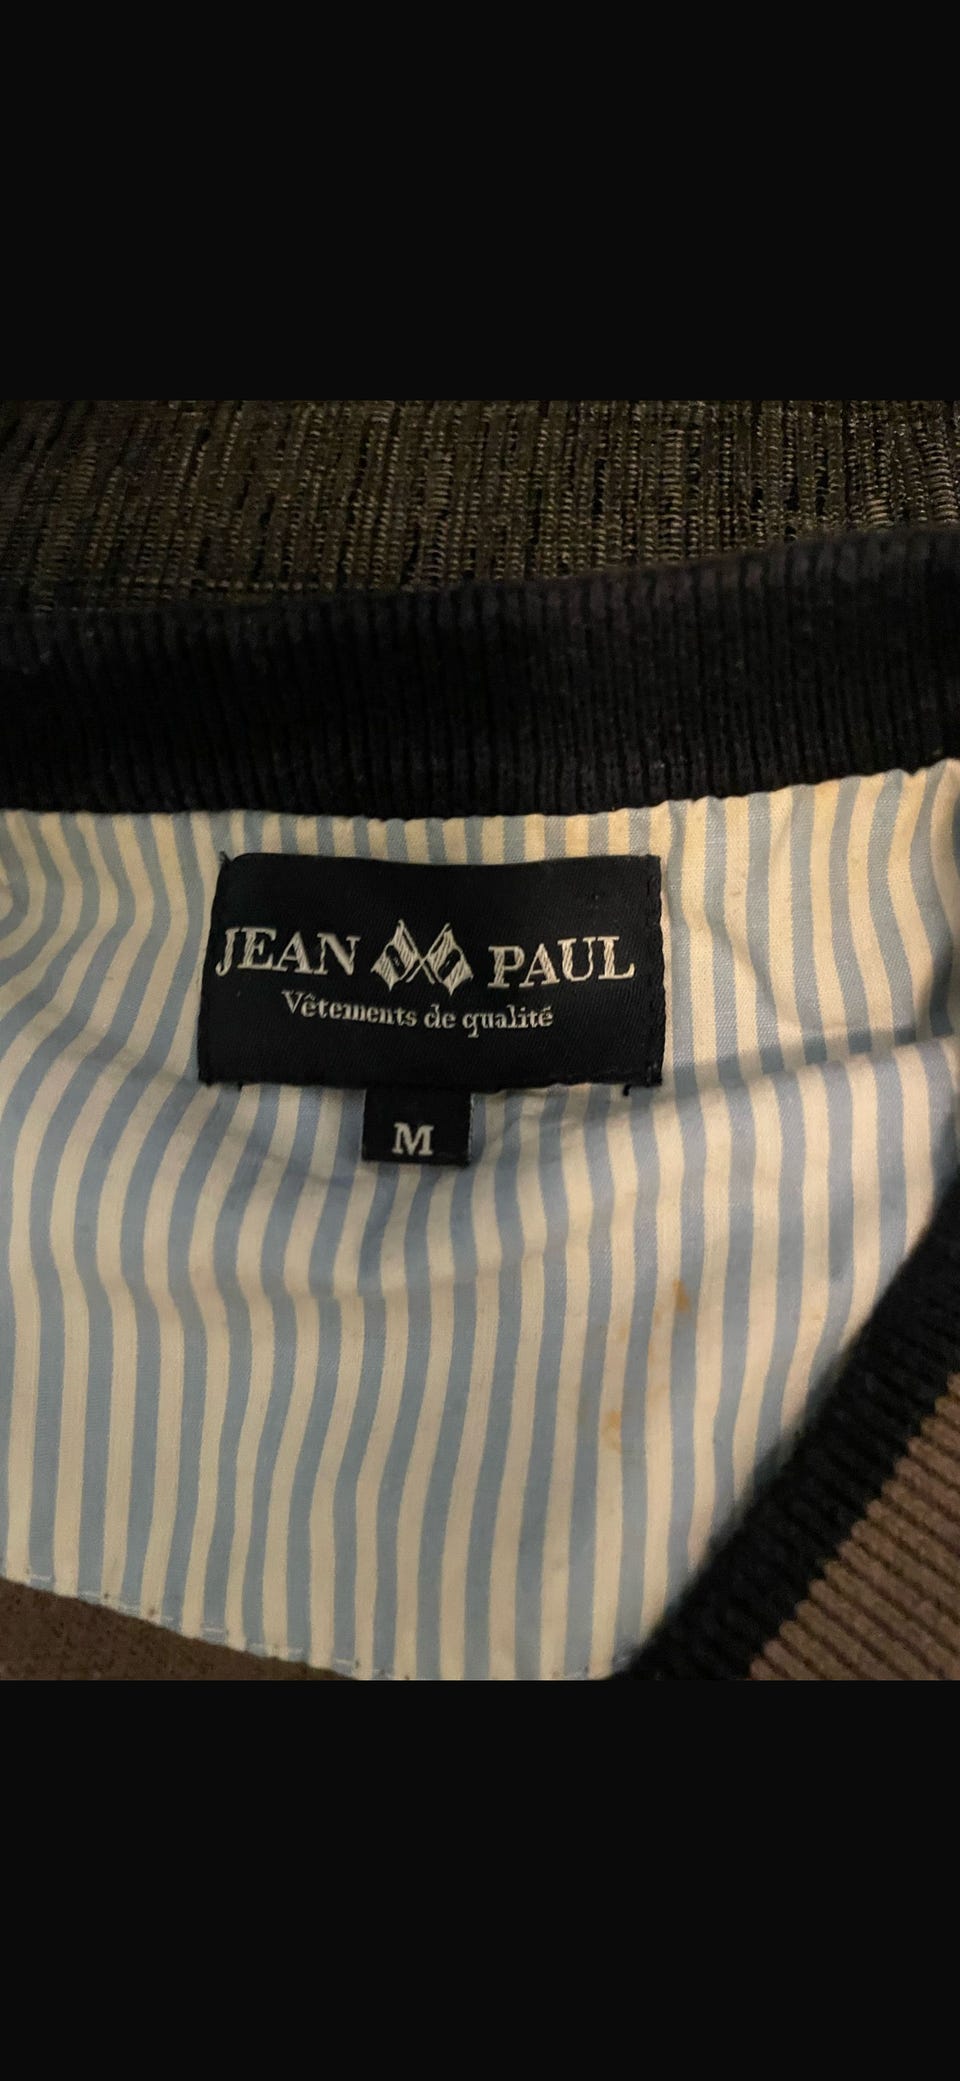 JEAN PAUL
Vêtements de qualité
M